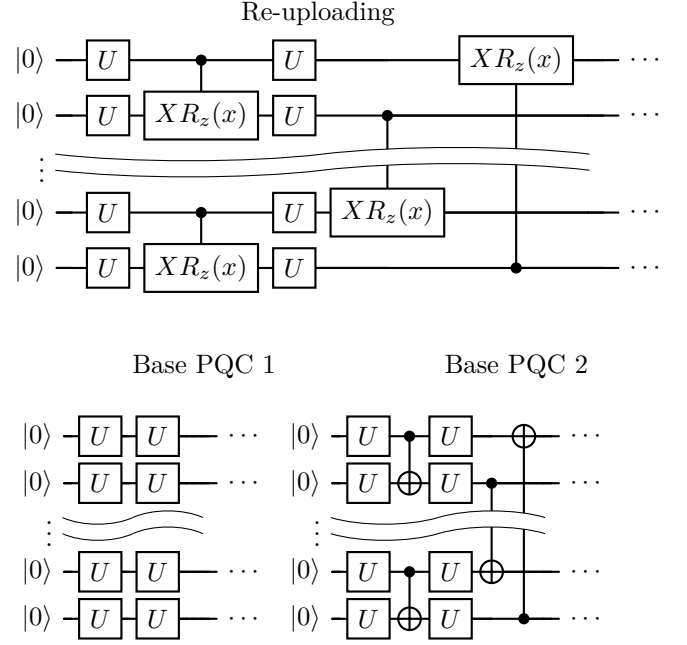 Re-uploading
|0⟩ U U XR_z(x) ···
|0⟩ U XR_z(x) U ···
⋮
|0⟩ U U XR_z(x) ···
|0⟩ U XR_z(x) U ···
Base PQC 1 Base PQC 2
|0⟩ U U ··· |0⟩ U U ···
|0⟩ U U ··· |0⟩ U U ···
⋮ ⋮
|0⟩ U U ··· |0⟩ U U ···
|0⟩ U U ··· |0⟩ U U ···